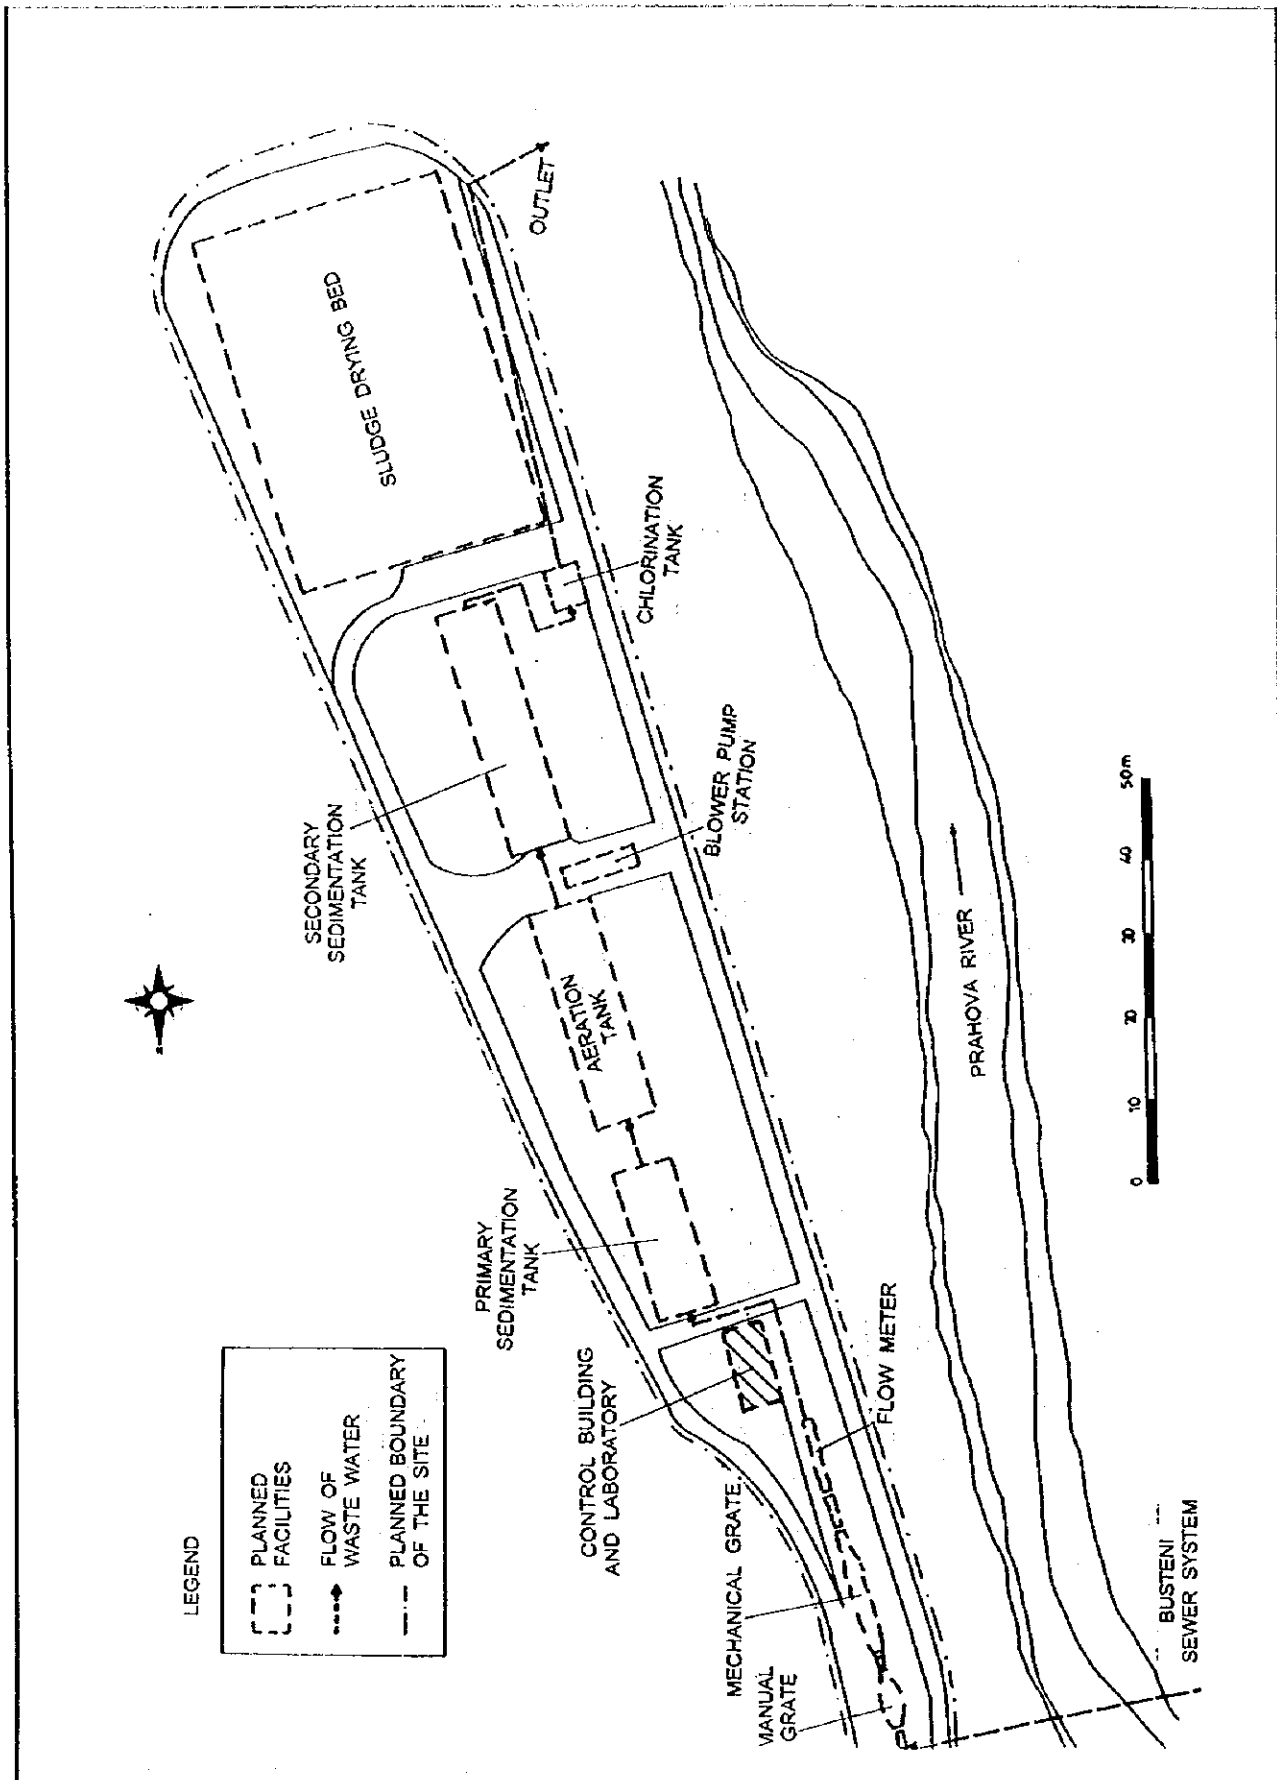 LEGEND
PLANNED
FACILITIES
FLOW OF
WASTE WATER
PLANNED BOUNDARY
OF THE SITE
MANUAL
GRATE
MECHANICAL GRATE
CONTROL BUILDING
AND LABORATORY
FLOW METER
PRIMARY
SEDIMENTATION
TANK
AERATION
TANK
SECONDARY
SEDIMENTATION
TANK
BLOWER PUMP
STATION
CHLORINATION
TANK
SLUDGE DRYING BED
OUTLET
PRAHOVA RIVER
BUSTENI
SEWER SYSTEM
0 10 20 30 40 50m